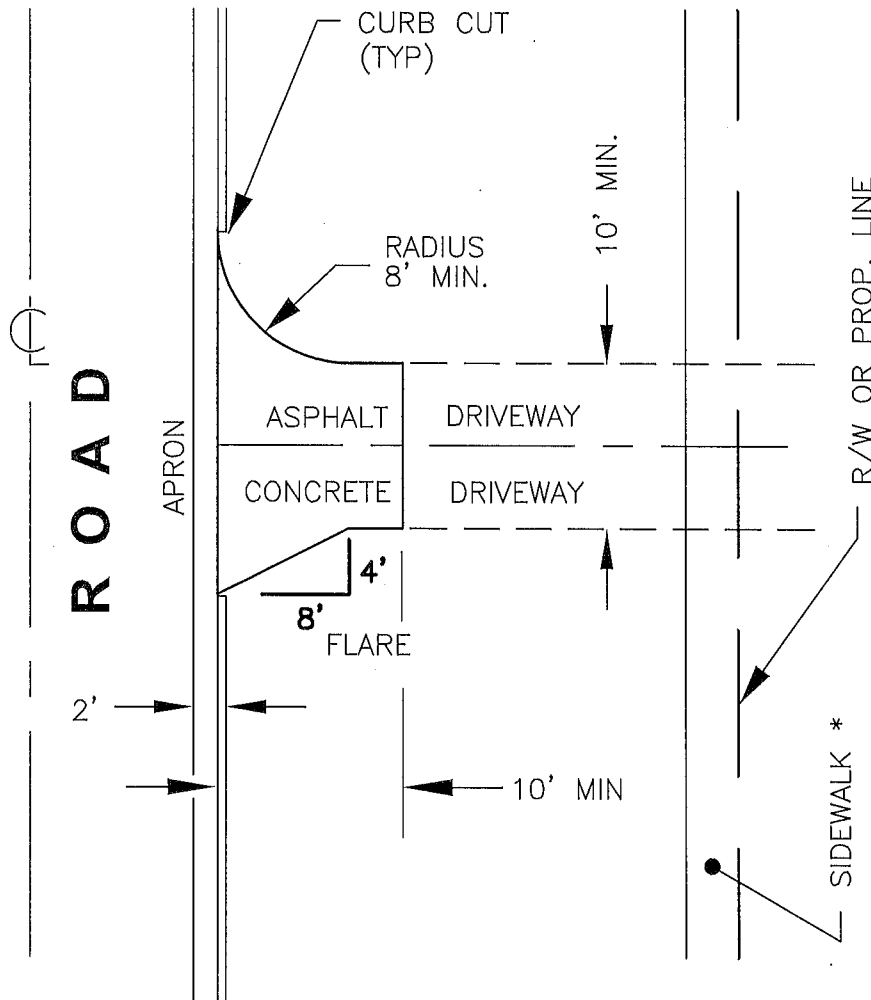 CURB CUT
(TYP)
10' MIN.
R/W OR PROP. LINE
RADIUS
8' MIN.
℄
ROAD
APRON
ASPHALT DRIVEWAY
CONCRETE DRIVEWAY
4'
8'
FLARE
2'
10' MIN
SIDEWALK *